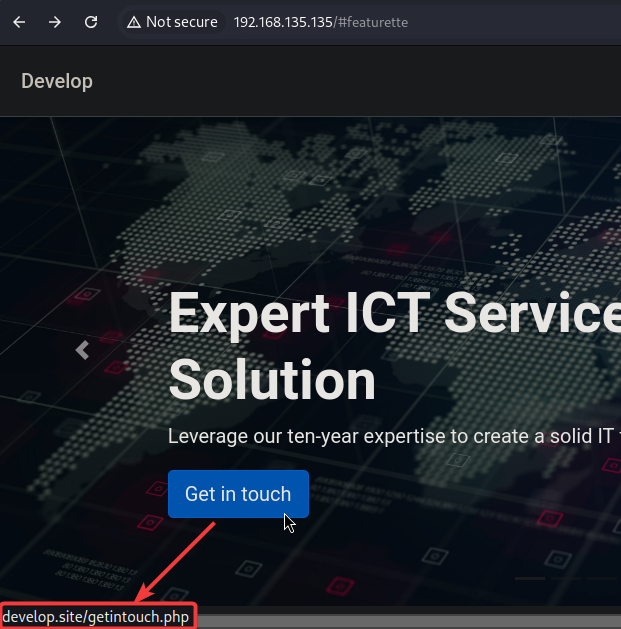 Not secure 192.168.135.135/#featurette
Develop
Expert ICT Service
Solution
Leverage our ten-year expertise to create a solid IT
Get in touch
develop.site/getintouch.php